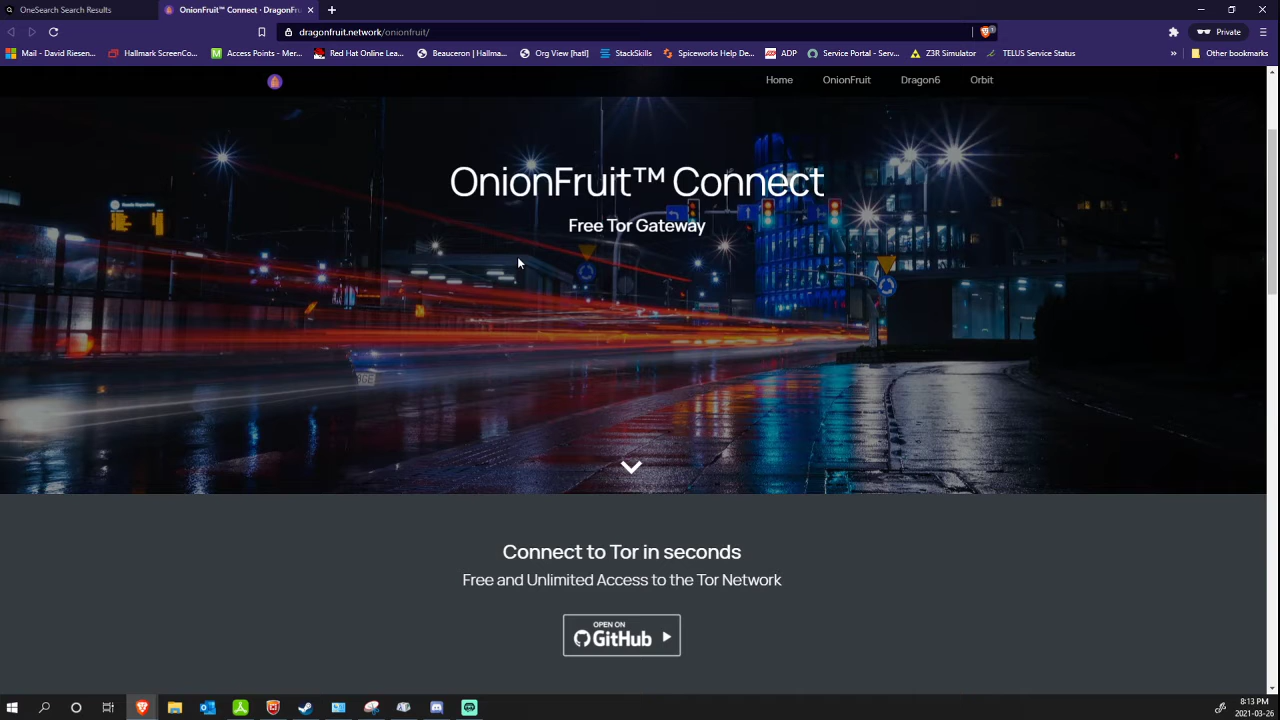 OneSearch Search Results
OnionFruit™ Connect · DragonFru
dragonfruit.network/onionfruit/
1
Private
Mail - David Riesen...
Hallmark ScreenCo...
Access Points - Mer...
Red Hat Online Lea...
Beauceron | Hallma...
Org View [hatl]
StackSkills
Spiceworks Help De...
ADP
Service Portal - Serv...
Z3R Simulator
TELUS Service Status
»
Other bookmarks
Home
OnionFruit
Dragon6
Orbit
OnionFruit™ Connect
Free Tor Gateway
Connect to Tor in seconds
Free and Unlimited Access to the Tor Network
OPEN ON
GitHub
8:13 PM
2021-03-26